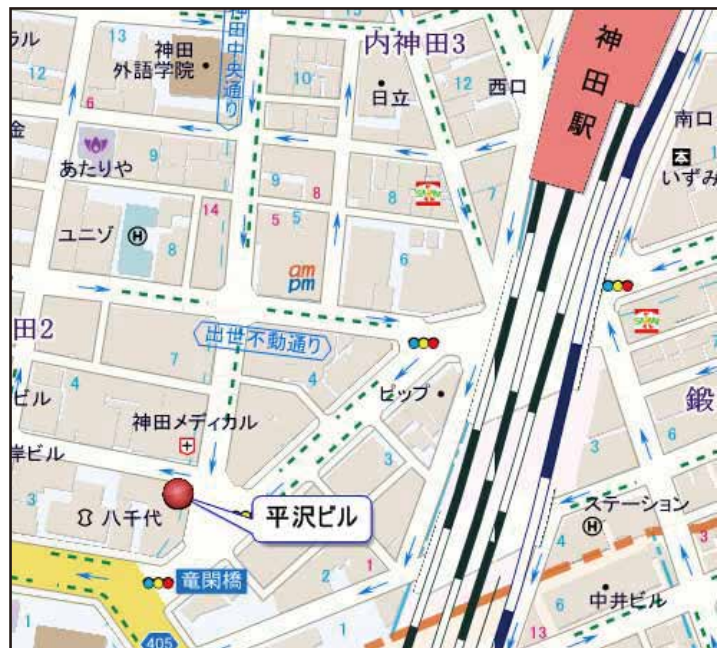 ラル
13
神田
外語学院
12
神田中央通り
内神田3
10
日立
12
西口
神田駅
南口
本
いずみ
6
金
あたりや
9
9
8
8
7
ユニゾ
H
8
14
5
5
am
pm
6
田2
出世不動通り
7
4
4
ビル
ピップ
鍛
7
6
神田メディカル
岸ビル
3
八千代
平沢ビル
3
3
ステーション
H
4
3
竜閑橋
2
1
中井ビル
6
13
1
1
405